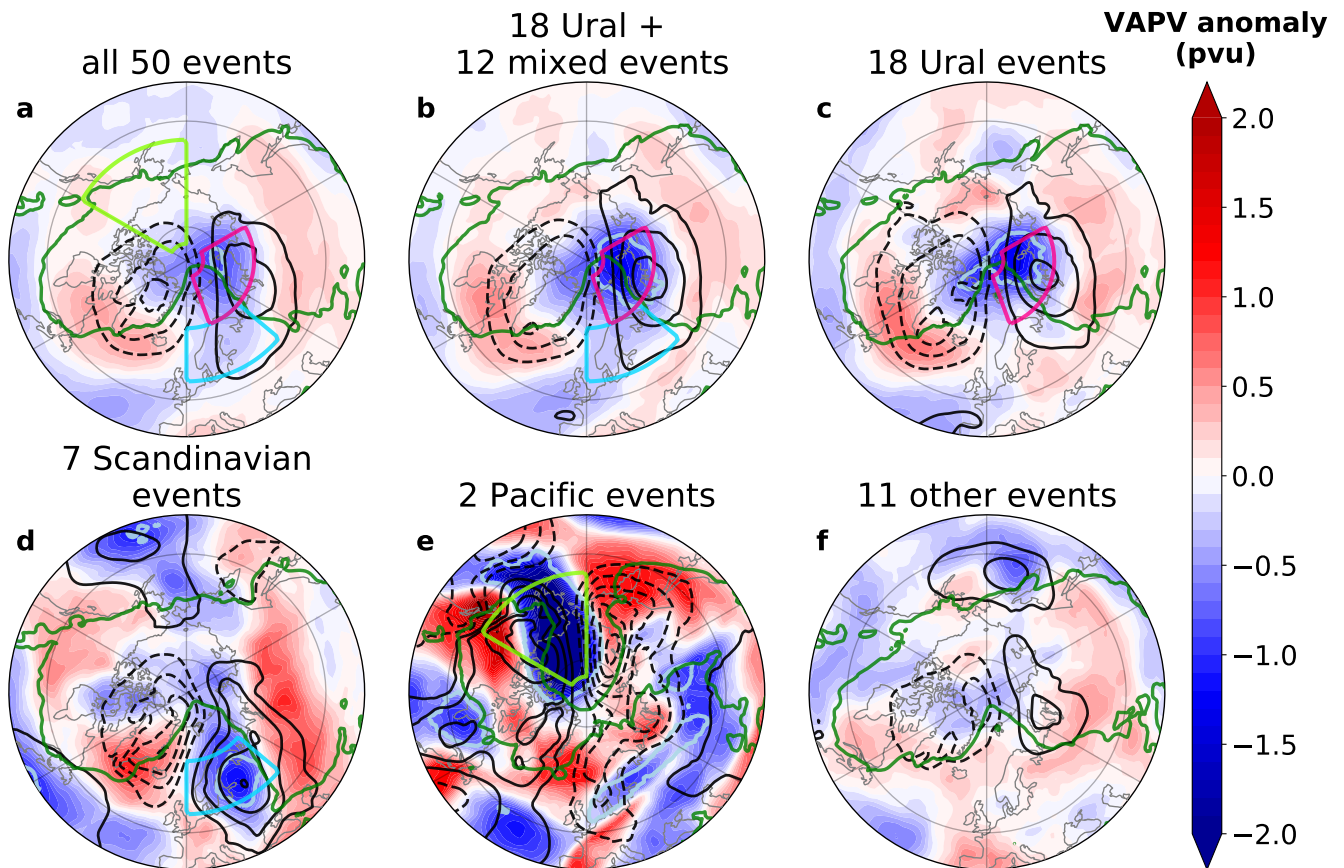 all 50 events
18 Ural +
12 mixed events
18 Ural events
VAPV anomaly
(pvu)
a
b
c
7 Scandinavian
events
2 Pacific events
11 other events
d
e
f
2.0
1.5
1.0
0.5
0.0
−0.5
−1.0
−1.5
−2.0